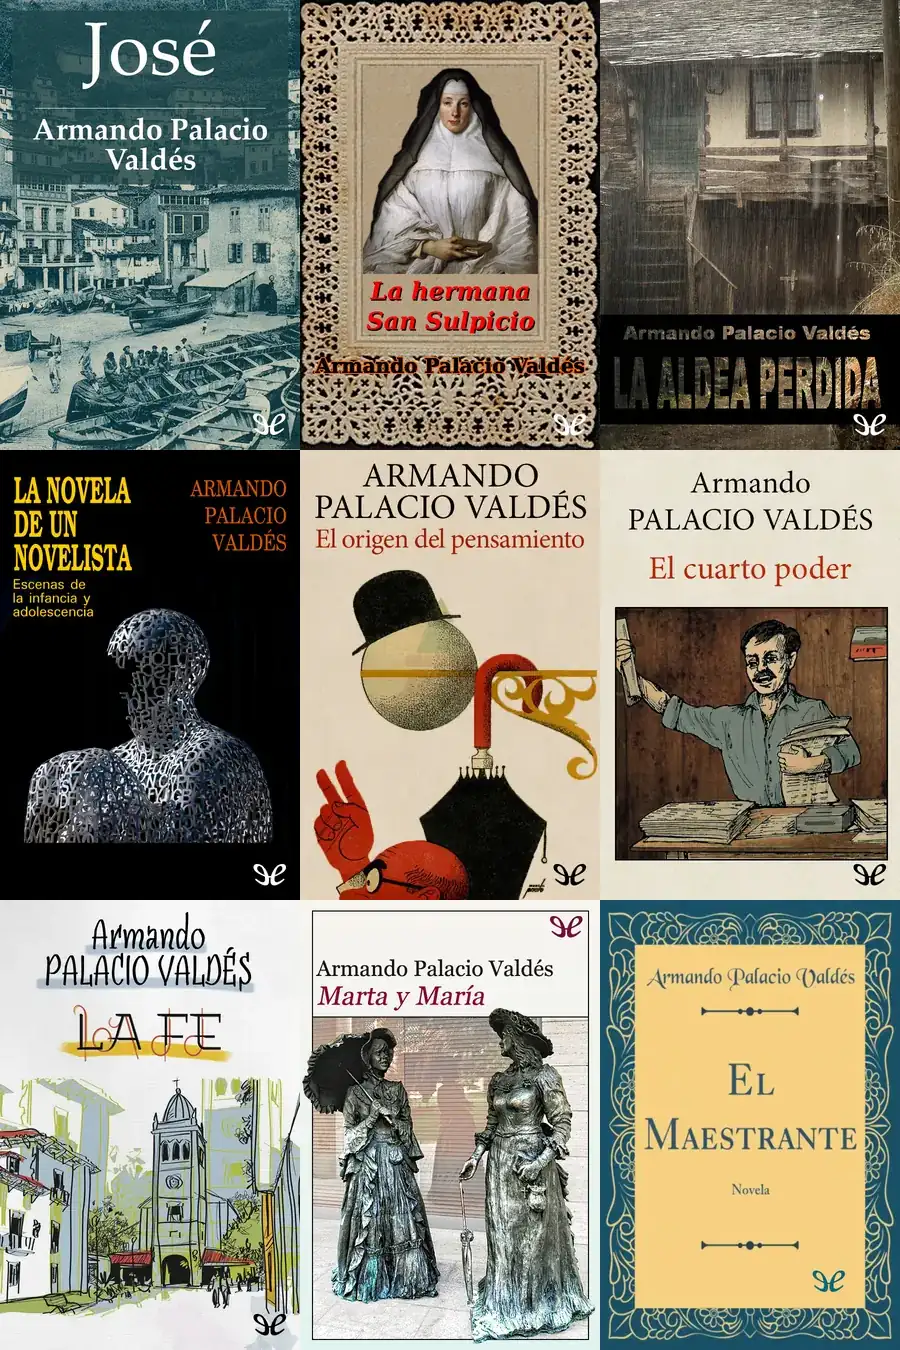 José
Armando Palacio
Valdés
La hermana
San Sulpicio
Armando Palacio Valdés
Armando Palacio Valdés
LA ALDEA PERDIDA
LA NOVELA
DE UN
NOVELISTA
Escenas de
la infancia y
adolescencia
ARMANDO
PALACIO
VALDÉS
ARMANDO
PALACIO VALDÉS
El origen del pensamiento
Armando
PALACIO VALDÉS
El cuarto poder
Armando
PALACIO VALDÉS
LA FE
Armando Palacio Valdés
Marta y María
Armando Palacio Valdés
EL
MAESTRANTE
Novela